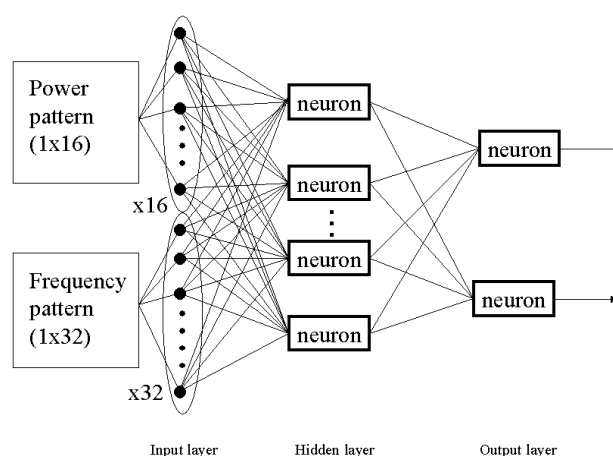 Power
pattern
(1x16)
x16
Frequency
pattern
(1x32)
x32
neuron
neuron
neuron
neuron
neuron
neuron
Input layer
Hidden layer
Output layer